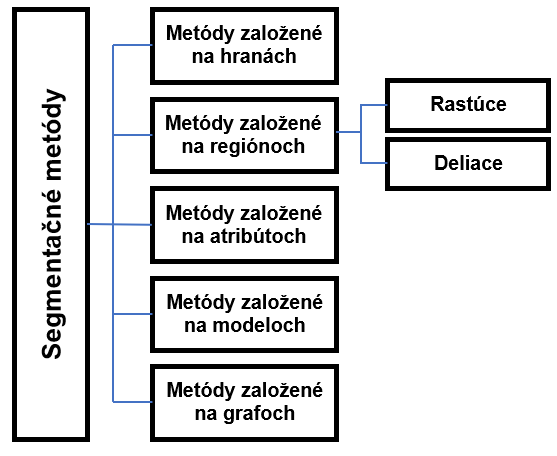 Segmentačné metódy
Metódy založené
na hranách
Metódy založené
na regiónoch
Rastúce
Deliace
Metódy založené
na atribútoch
Metódy založené
na modeloch
Metódy založené
na grafoch